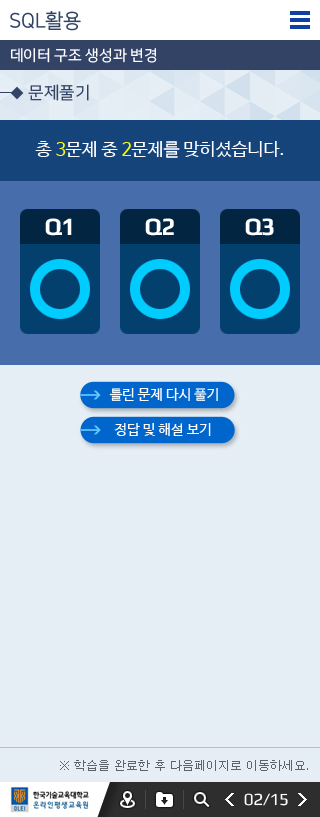 SQL활용
데이터 구조 생성과 변경
문제풀기
총 3문제 중 2문제를 맞히셨습니다.
Q1 Q2 Q3
틀린 문제 다시 풀기
정답 및 해설 보기
※ 학습을 완료한 후 다음페이지로 이동하세요.
OLEI
한국기술교육대학교
온라인평생교육원
02/15